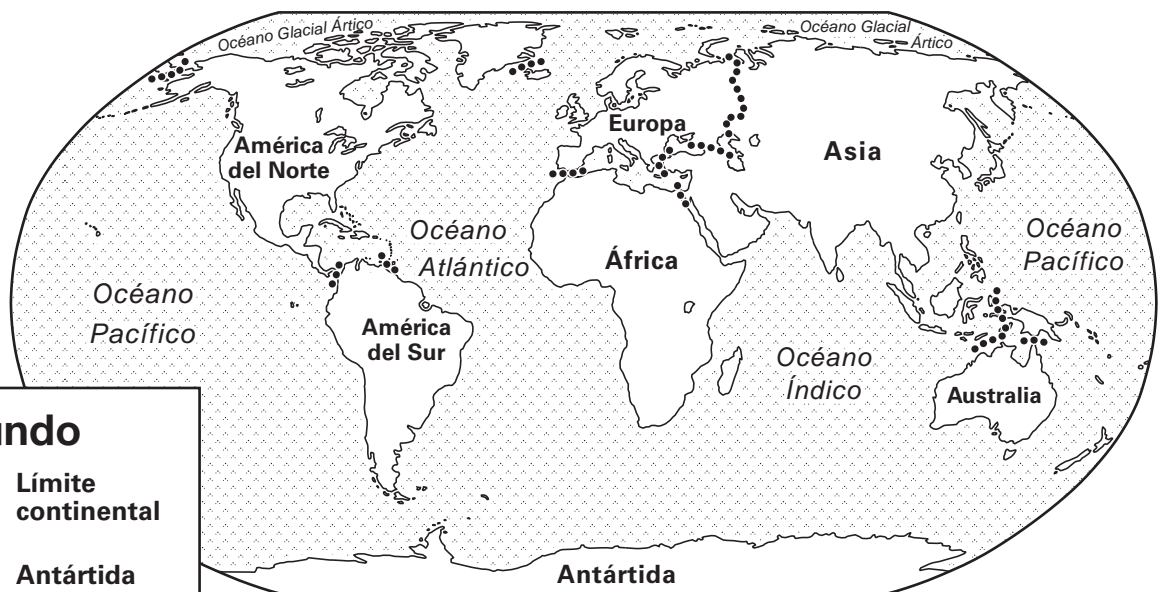 Océano Glacial Ártico
Océano Glacial
Ártico
América
del Norte
Europa
Asia
Océano
Atlántico
África
Océano
Pacífico
Océano
Pacífico
América
del Sur
Océano
Índico
Australia
undo
Límite
continental
Antártida
Antártida